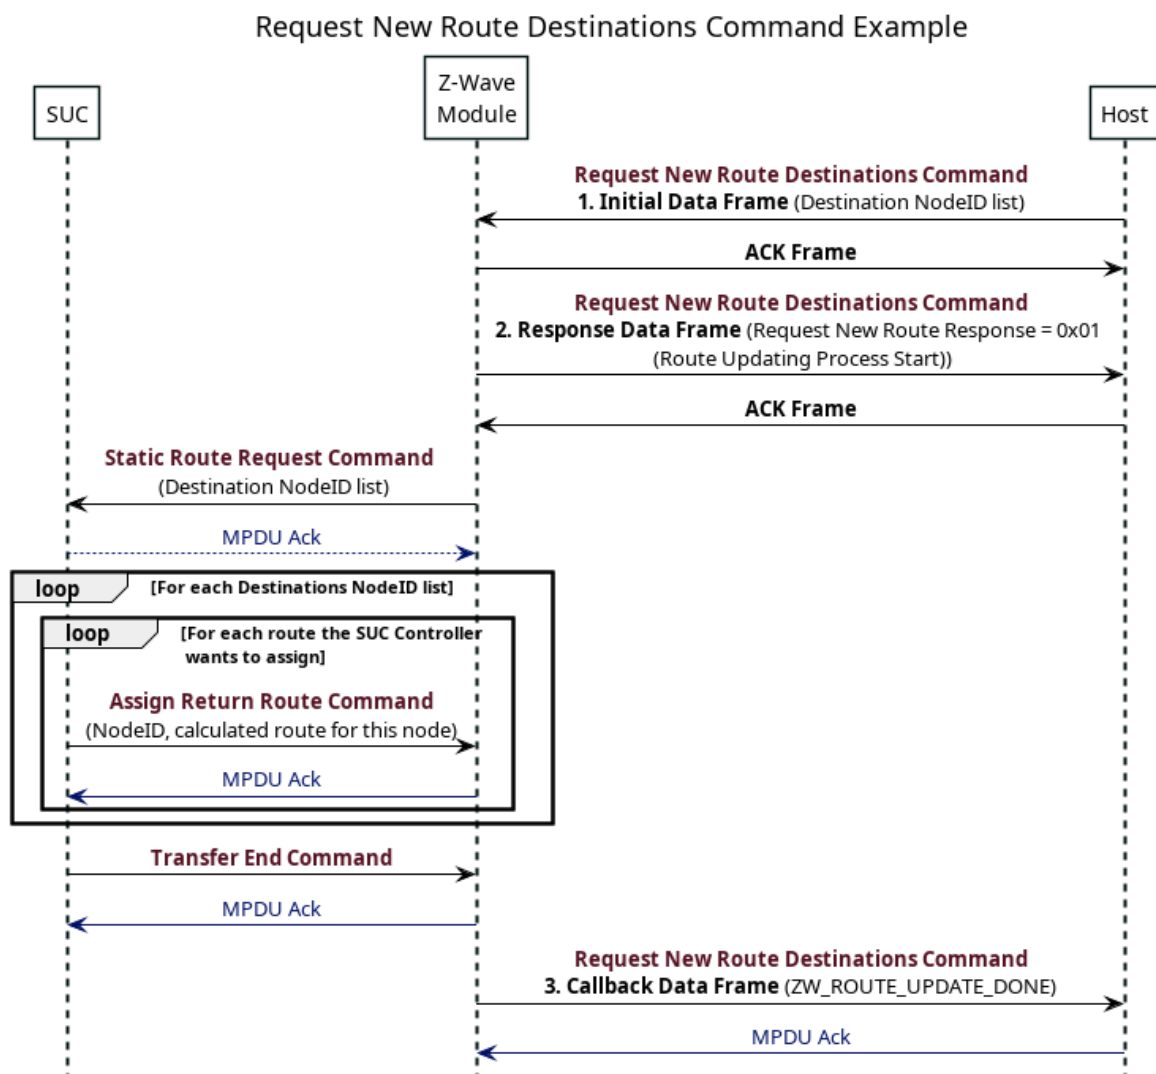 Request New Route Destinations Command Example
SUC
Z-Wave
Module
Host
Request New Route Destinations Command
1. Initial Data Frame (Destination NodeID list)
ACK Frame
Request New Route Destinations Command
2. Response Data Frame (Request New Route Response = 0x01
(Route Updating Process Start))
ACK Frame
Static Route Request Command
(Destination NodeID list)
MPDU Ack
loop [For each Destinations NodeID list]
loop [For each route the SUC Controller
wants to assign]
Assign Return Route Command
(NodeID, calculated route for this node)
MPDU Ack
Transfer End Command
MPDU Ack
Request New Route Destinations Command
3. Callback Data Frame (ZW_ROUTE_UPDATE_DONE)
MPDU Ack